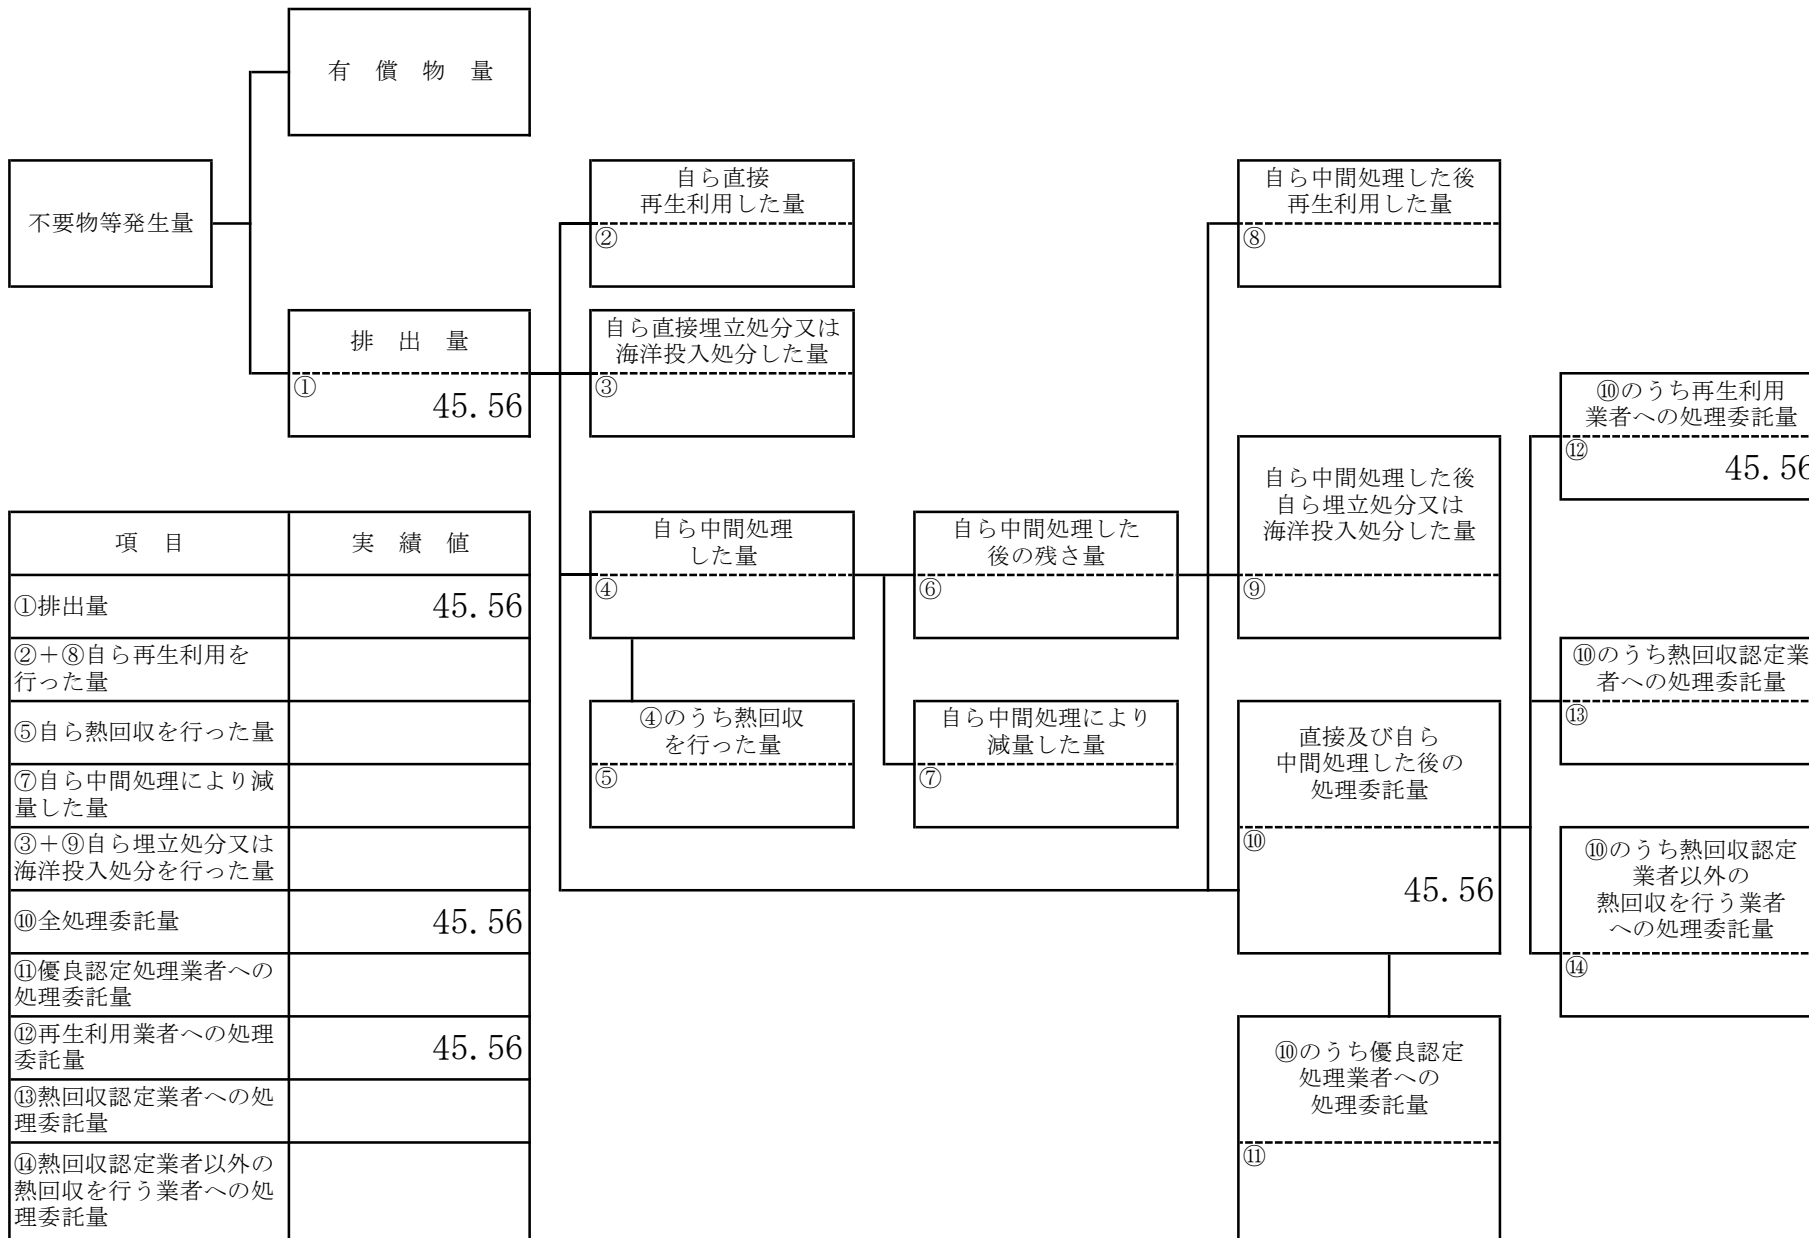 有　償　物　量
不要物等発生量
自ら直接
再生利用した量
②
自ら中間処理した後
再生利用した量
⑧
排　出　量
①
45.56
自ら直接埋立処分又は
海洋投入処分した量
③
⑩のうち再生利用
業者への処理委託量
⑫
45.56
自ら中間処理した後
自ら埋立処分又は
海洋投入処分した量
⑨
自ら中間処理
した量
④
自ら中間処理した
後の残さ量
⑥
④のうち熱回収
を行った量
⑤
自ら中間処理により
減量した量
⑦
直接及び自ら
中間処理した後の
処理委託量
⑩
45.56
⑩のうち熱回収認定業
者への処理委託量
⑬
⑩のうち熱回収認定
業者以外の
熱回収を行う業者
への処理委託量
⑭
⑩のうち優良認定
処理業者への
処理委託量
⑪
項　目　実　績　値
①排出量　45.56
②＋⑧自ら再生利用を
行った量
⑤自ら熱回収を行った量
⑦自ら中間処理により減
量した量
③＋⑨自ら埋立処分又は
海洋投入処分を行った量
⑩全処理委託量　45.56
⑪優良認定処理業者への
処理委託量
⑫再生利用業者への処理
委託量　45.56
⑬熱回収認定業者への処
理委託量
⑭熱回収認定業者以外の
熱回収を行う業者への処
理委託量